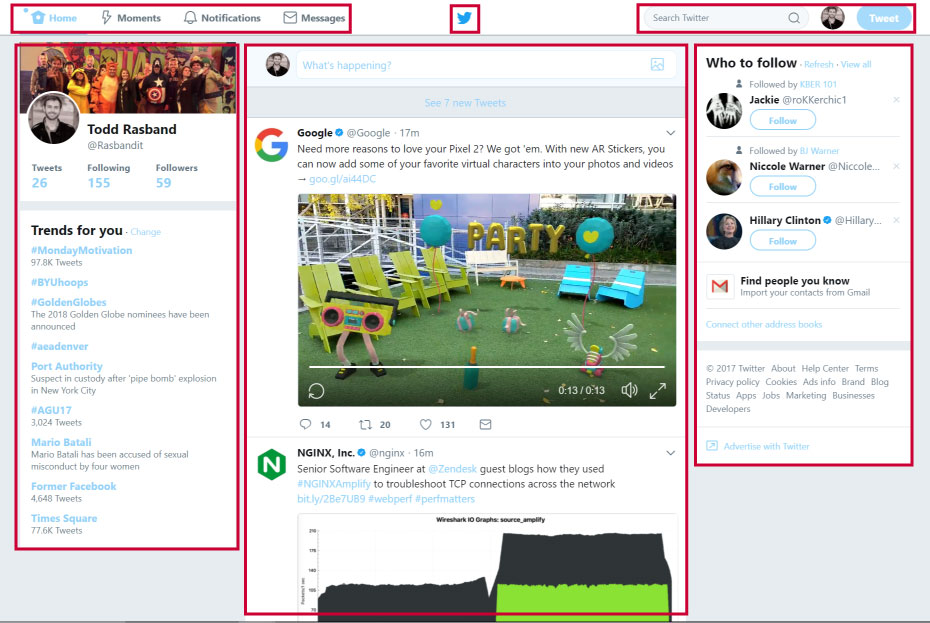 Home Moments Notifications Messages
Search Twitter Tweet
Todd Rasband
@Rasbandit
Tweets Following Followers
26 155 59
Trends for you · Change
#MondayMotivation
97.8K Tweets
#BYUhoops
#GoldenGlobes
The 2018 Golden Globe nominees have been
announced
#aeadenver
Port Authority
Suspect in custody after 'pipe bomb' explosion
in New York City
#AGU17
3,024 Tweets
Mario Batali
Mario Batali has been accused of sexual
misconduct by four women
Former Facebook
4,648 Tweets
Times Square
77.6K Tweets
What's happening?
See 7 new Tweets
Google @Google · 17m
Need more reasons to love your Pixel 2? We got 'em. With new AR Stickers, you
can now add some of your favorite virtual characters into your photos and videos
→ goo.gl/ai44DC
PARTY
0:13 / 0:13
14 20 131
NGINX, Inc. @nginx · 16m
Senior Software Engineer at @Zendesk guest blogs how they used
#NGINXAmplify to troubleshoot TCP connections across the network
bit.ly/2Be7UB9 #webperf #perfmatters
Wireshark IO Graphs: source_amplify
210
175
140
105
70
Who to follow · Refresh · View all
Followed by KBER 101
Jackie @roKKerchic1
Follow
Followed by BJ Warner
Niccole Warner @Niccole...
Follow
Hillary Clinton @Hillary...
Follow
Find people you know
Import your contacts from Gmail
Connect other address books
© 2017 Twitter About Help Center Terms
Privacy policy Cookies Ads info Brand Blog
Status Apps Jobs Marketing Businesses
Developers
Advertise with Twitter